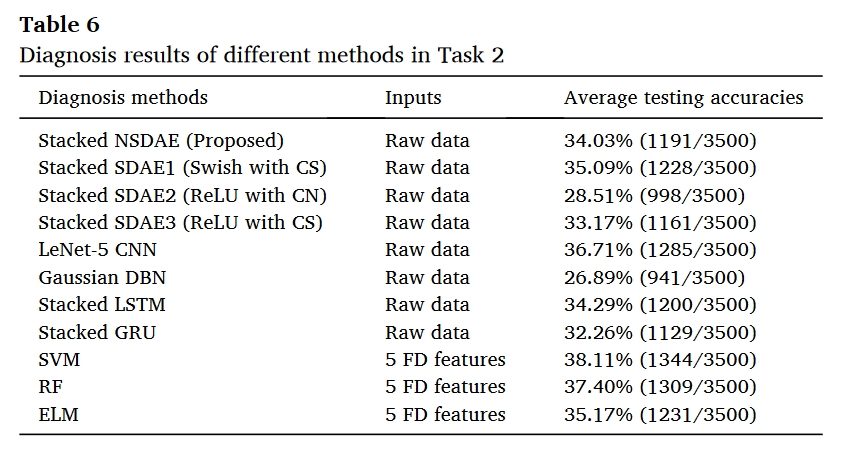 Table 6
Diagnosis results of different methods in Task 2
Diagnosis methods Inputs Average testing accuracies
Stacked NSDAE (Proposed) Raw data 34.03% (1191/3500)
Stacked SDAE1 (Swish with CS) Raw data 35.09% (1228/3500)
Stacked SDAE2 (ReLU with CN) Raw data 28.51% (998/3500)
Stacked SDAE3 (ReLU with CS) Raw data 33.17% (1161/3500)
LeNet-5 CNN Raw data 36.71% (1285/3500)
Gaussian DBN Raw data 26.89% (941/3500)
Stacked LSTM Raw data 34.29% (1200/3500)
Stacked GRU Raw data 32.26% (1129/3500)
SVM 5 FD features 38.11% (1344/3500)
RF 5 FD features 37.40% (1309/3500)
ELM 5 FD features 35.17% (1231/3500)